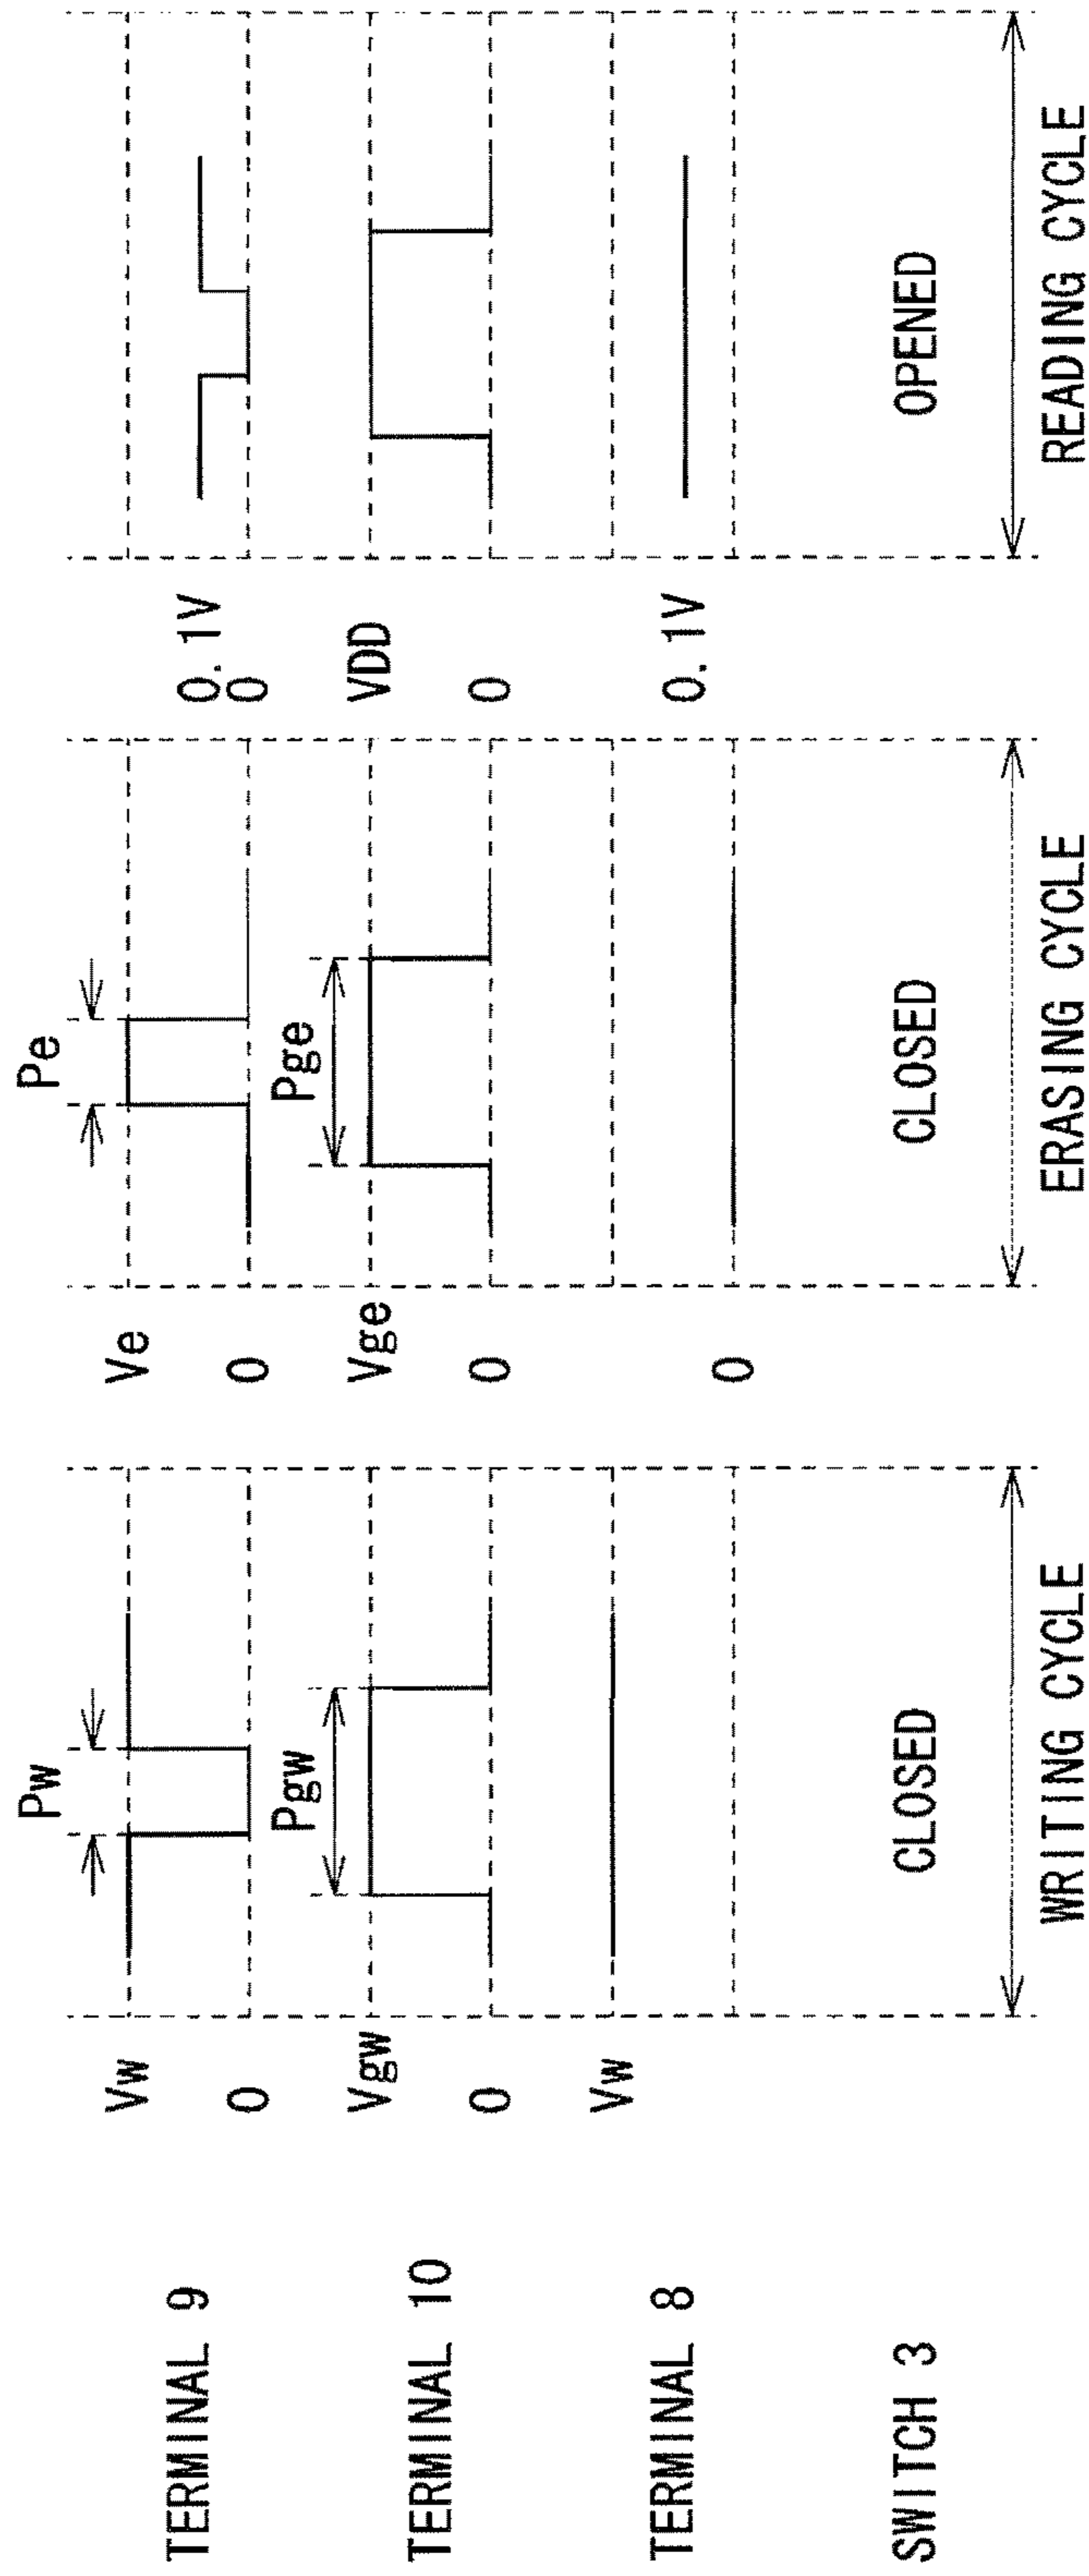 Pw
Pe
Vw
Ve
0.1V
TERMINAL 9
0
0
0
Pgw
Pge
Vgw
Vge
VDD
TERMINAL 10
0
0
0
Vw
TERMINAL 8
0.1V
0
SWITCH 3
CLOSED
CLOSED
OPENED
WRITING CYCLE
ERASING CYCLE
READING CYCLE